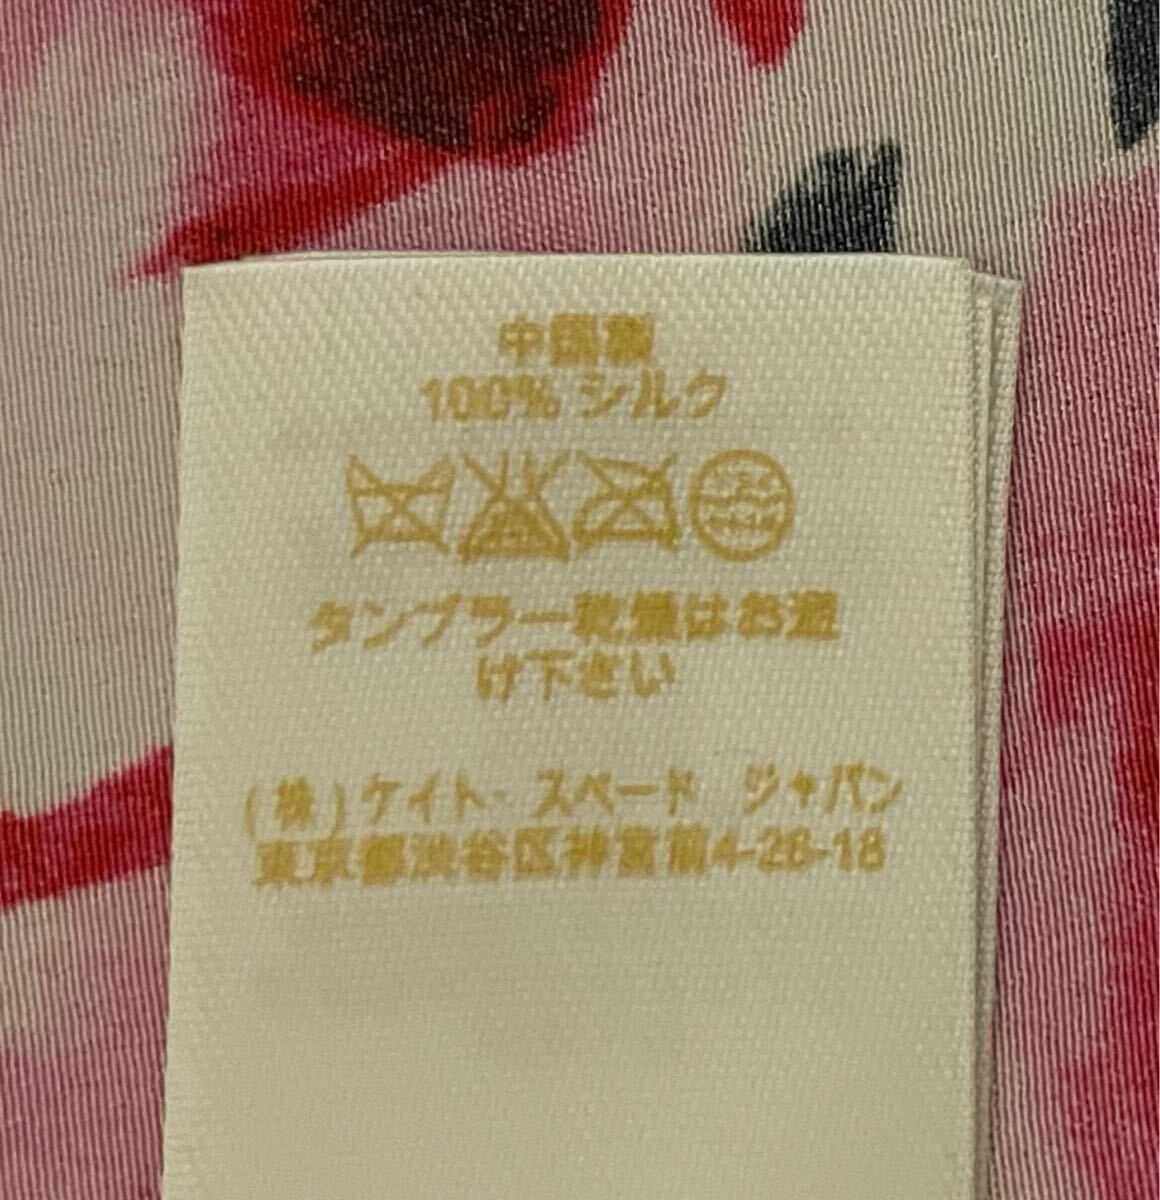 中国製
100% シルク
タンブラー乾燥はお避
け下さい
(株)ケイト・スペード ジャパン
東京都渋谷区神宮前4-26-18